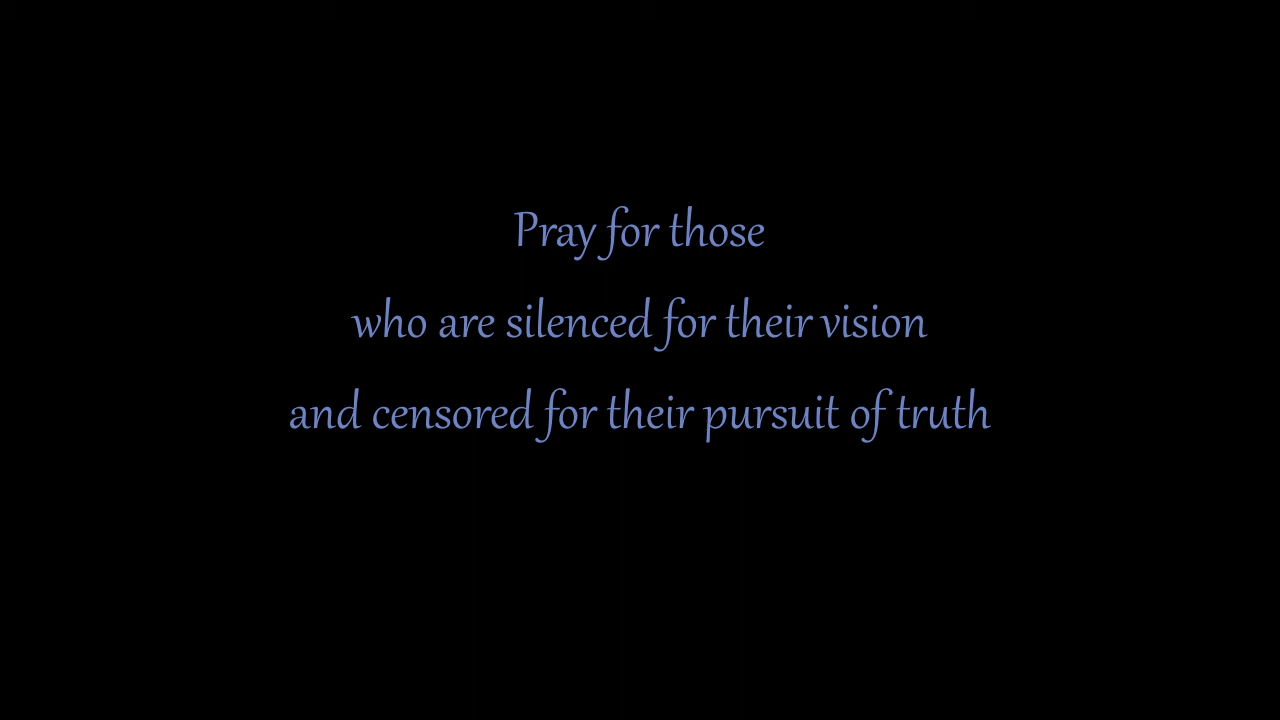 Pray for those
who are silenced for their vision
and censored for their pursuit of truth